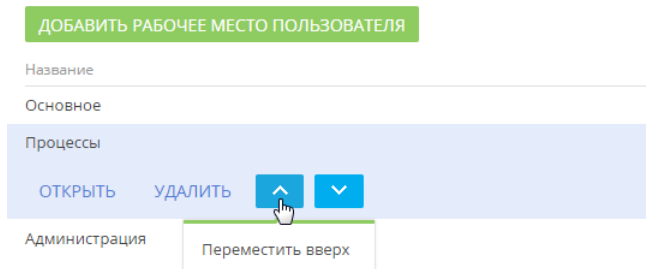 ДОБАВИТЬ РАБОЧЕЕ МЕСТО ПОЛЬЗОВАТЕЛЯ
Название
Основное
Процессы
ОТКРЫТЬ УДАЛИТЬ
Администрация
Переместить вверх